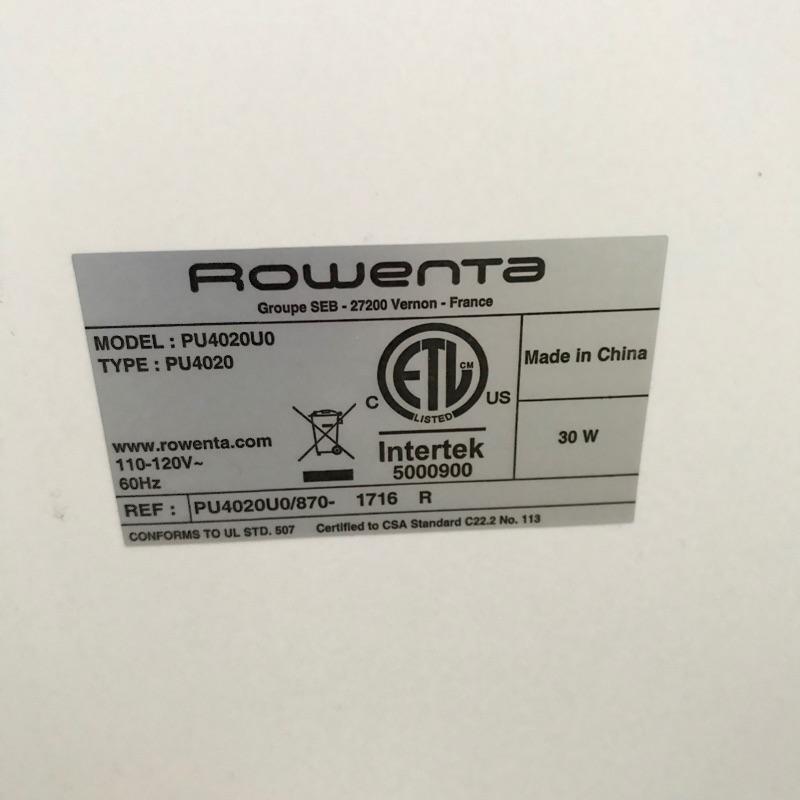 Rowenta
Groupe SEB - 27200 Vernon - France
MODEL : PU4020U0
TYPE : PU4020
www.rowenta.com
110-120V~
60Hz
C ETL CM US
LISTED
Intertek
5000900
Made in China
30 W
REF : PU4020U0/870- 1716 R
CONFORMS TO UL STD. 507 Certified to CSA Standard C22.2 No. 113